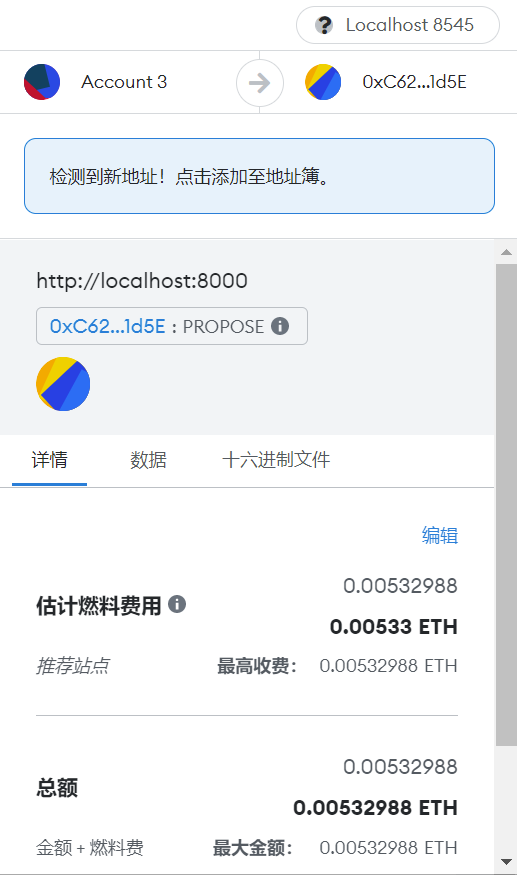 Localhost 8545
Account 3
0xC62...1d5E
检测到新地址！点击添加至地址簿。
http://localhost:8000
0xC62...1d5E : PROPOSE
详情 数据 十六进制文件
编辑
0.00532988
估计燃料费用
0.00533 ETH
推荐站点 最高收费： 0.00532988 ETH
0.00532988
总额
0.00532988 ETH
金额 + 燃料费 最大金额： 0.00532988 ETH